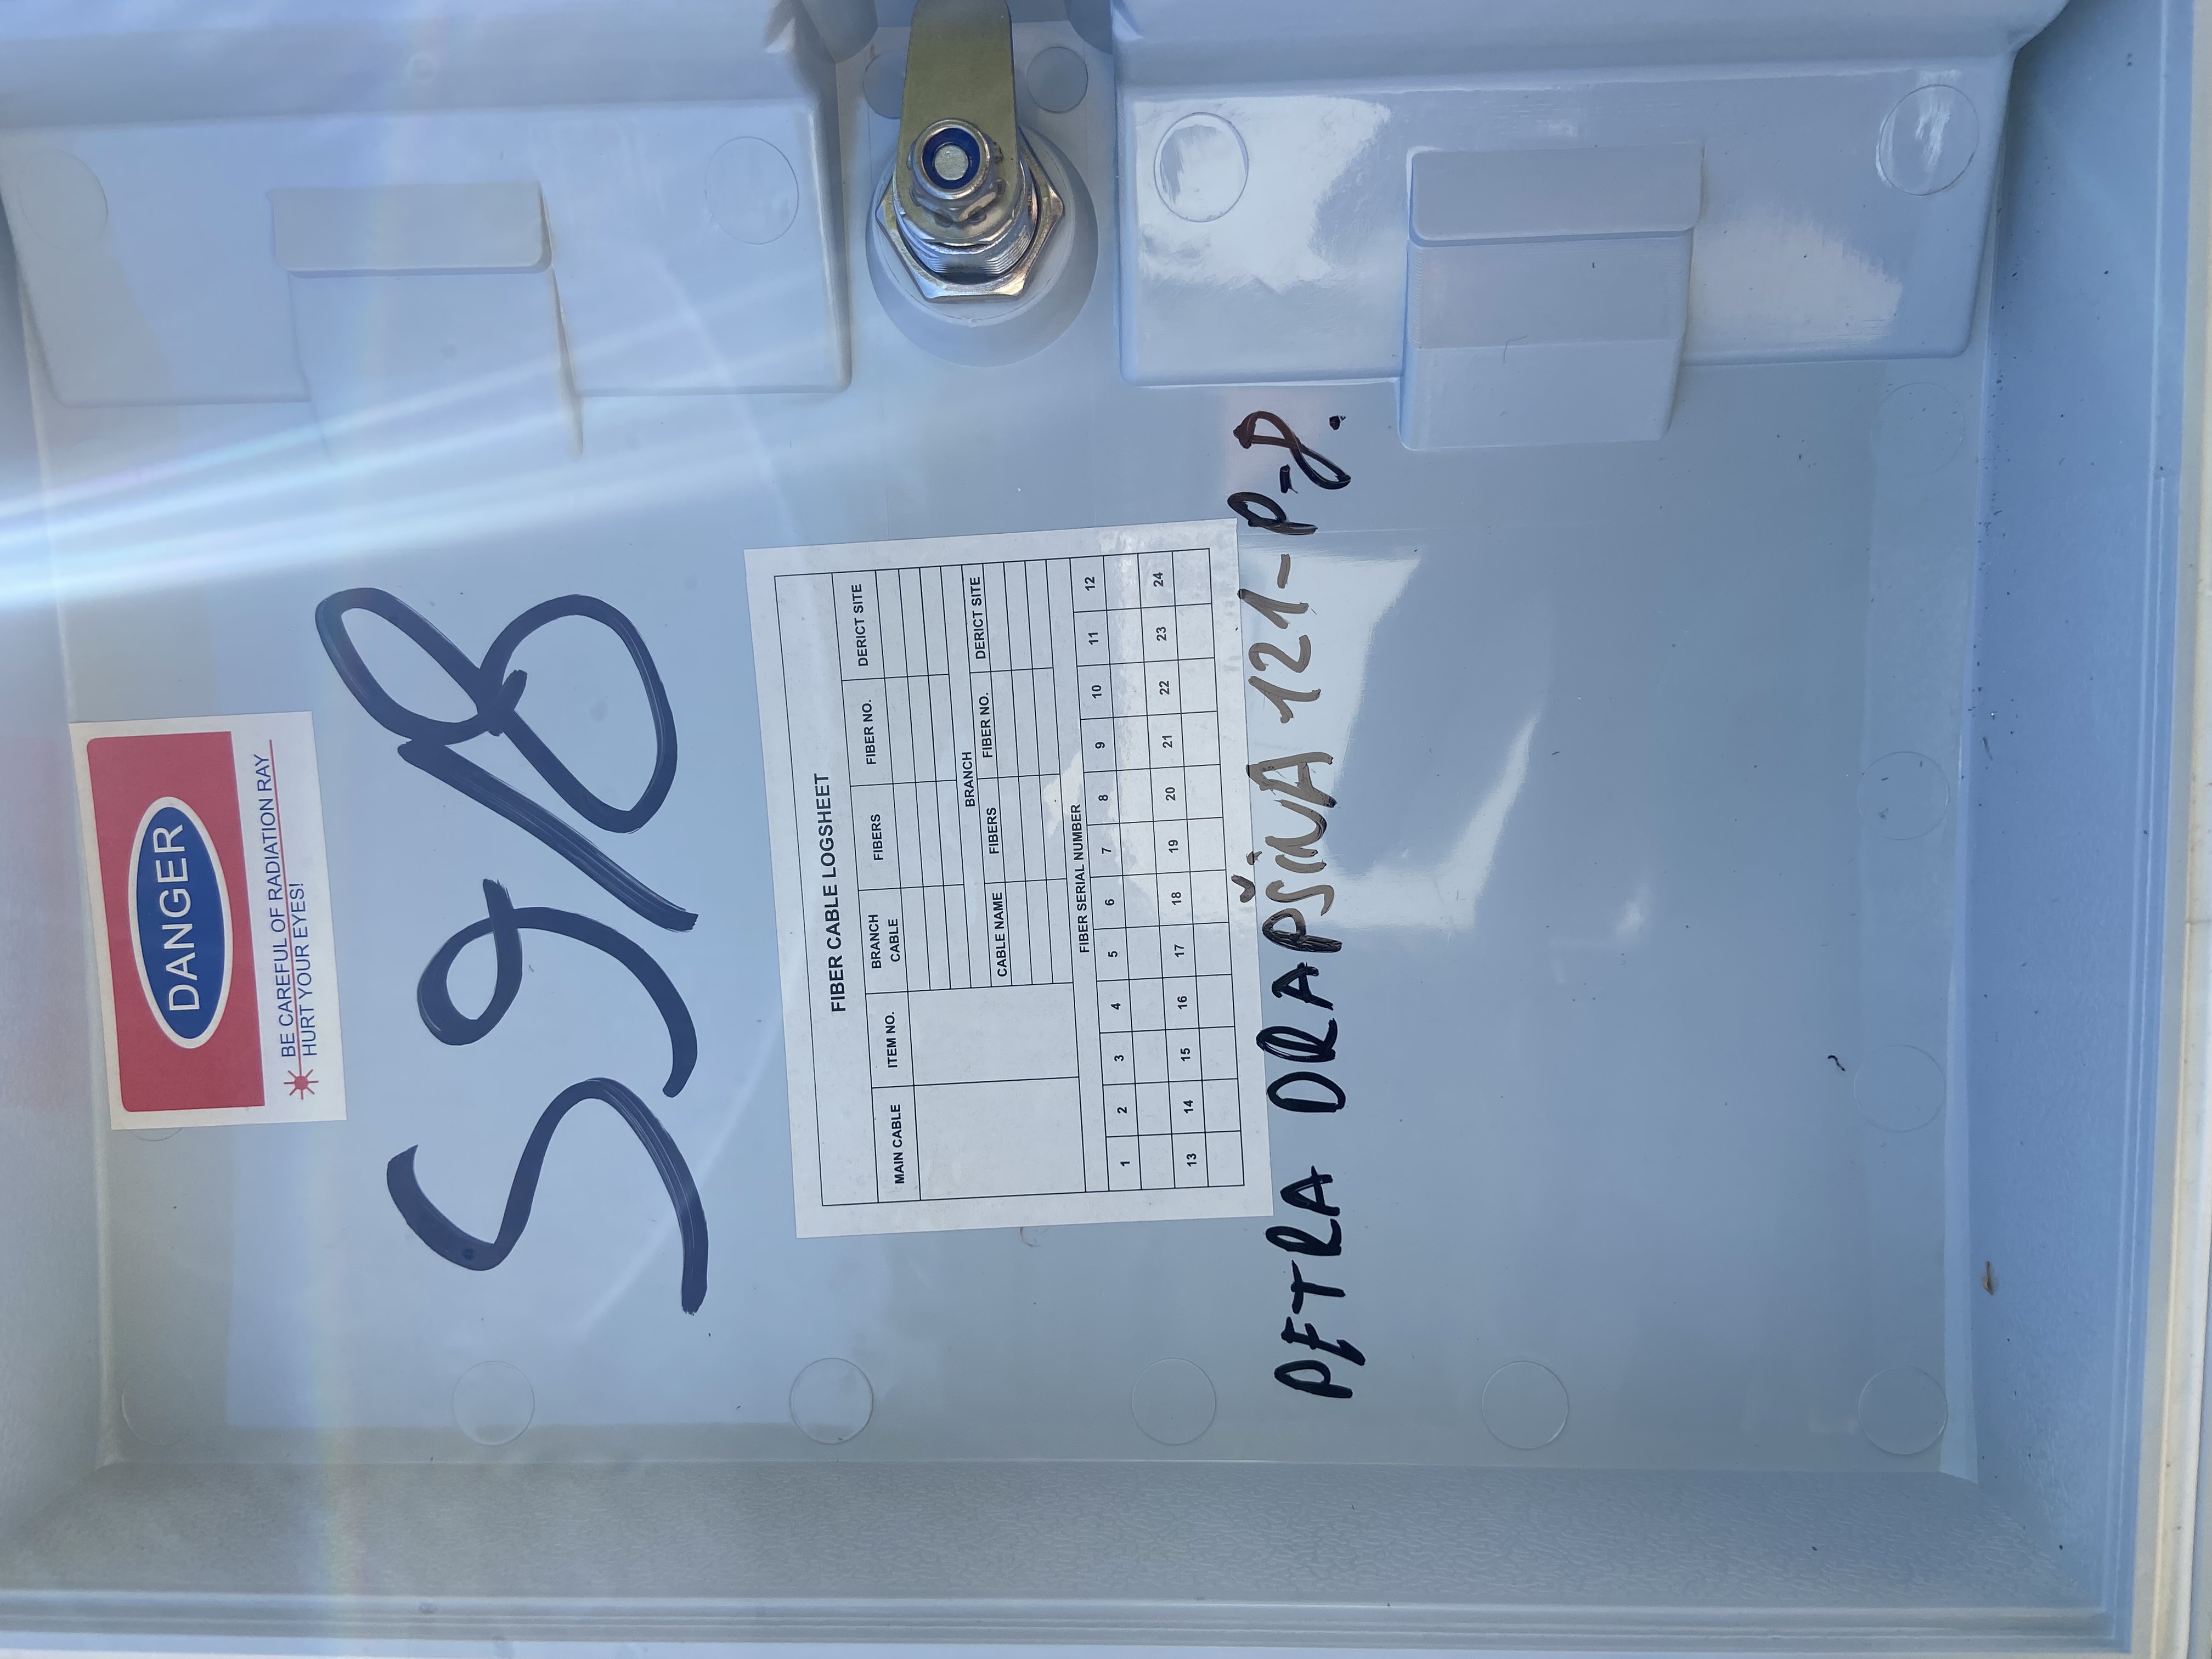 DANGER
BE CAREFUL OF RADIATION RAY
HURT YOUR EYES!
S9/8
FIBER CABLE LOGSHEET
MAIN CABLE ITEM NO. BRANCH CABLE FIBERS FIBER NO. DERICT SITE
BRANCH
CABLE NAME FIBERS FIBER NO. DERICT SITE
FIBER SERIAL NUMBER
1 2 3 4 5 6 7 8 9 10 11 12
13 14 15 16 17 18 19 20 21 22 23 24
PETRA DRAPŠINA 121-P-8.